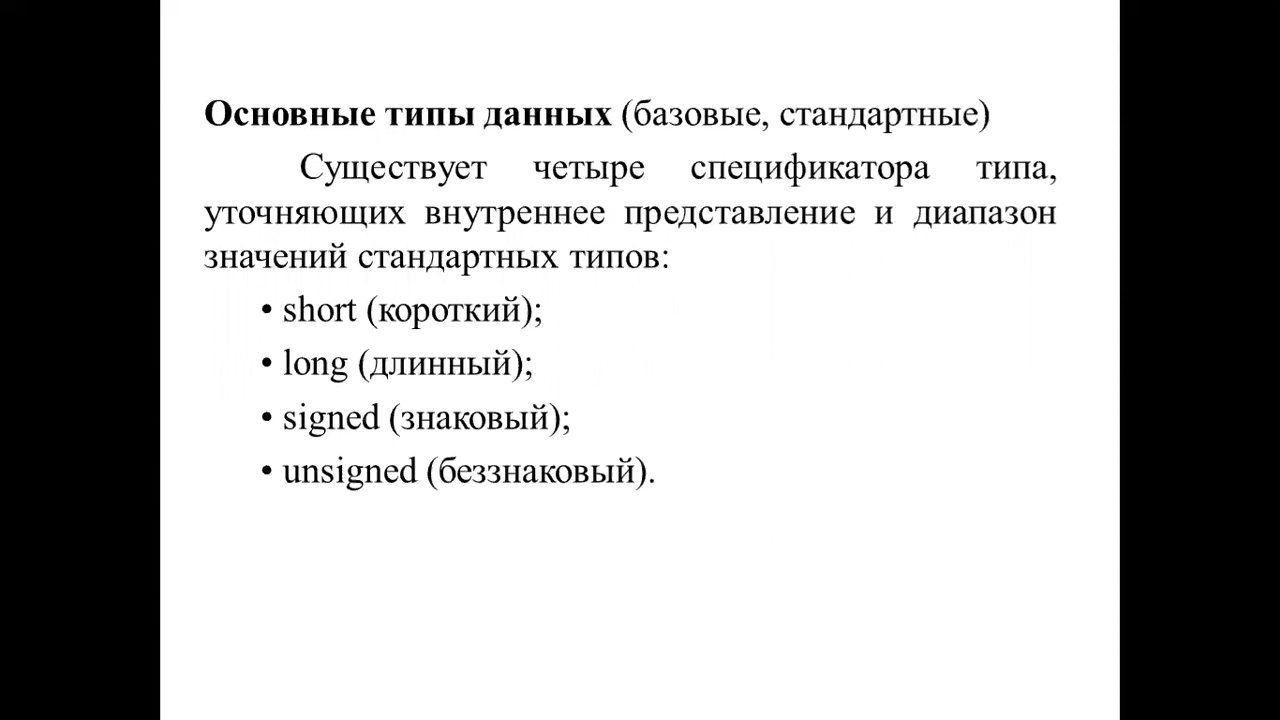 Основные типы данных (базовые, стандартные)
Существует четыре спецификатора типа,
уточняющих внутреннее представление и диапазон
значений стандартных типов:
• short (короткий);
• long (длинный);
• signed (знаковый);
• unsigned (беззнаковый).